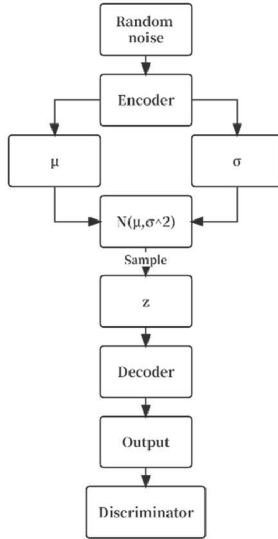 Random
noise
Encoder
μ
σ
N(μ,σ^2)
Sample
z
Decoder
Output
Discriminator